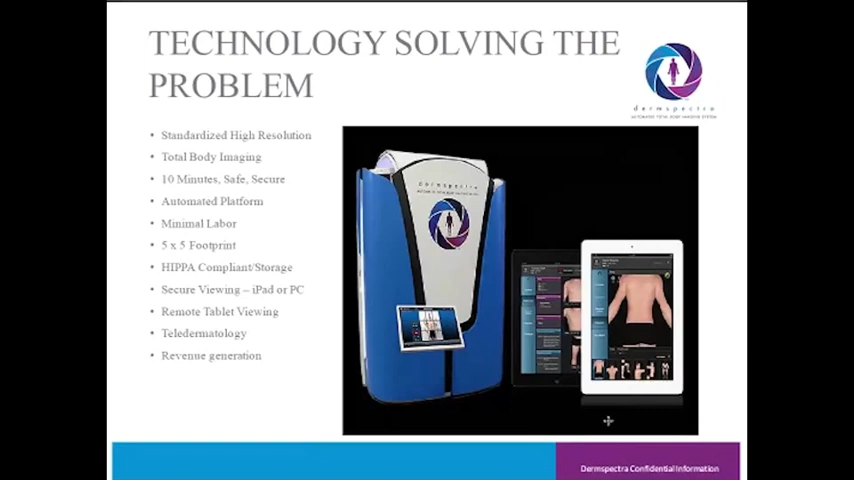 TECHNOLOGY SOLVING THE
PROBLEM
dermspectra
AUTOMATED TOTAL BODY IMAGING SYSTEM
• Standardized High Resolution
• Total Body Imaging
• 10 Minutes, Safe, Secure
• Automated Platform
• Minimal Labor
• 5 x 5 Footprint
• HIPPA Compliant/Storage
• Secure Viewing – iPad or PC
• Remote Tablet Viewing
• Teledermatology
• Revenue generation
dermspectra
Dermspectra Confidential Information